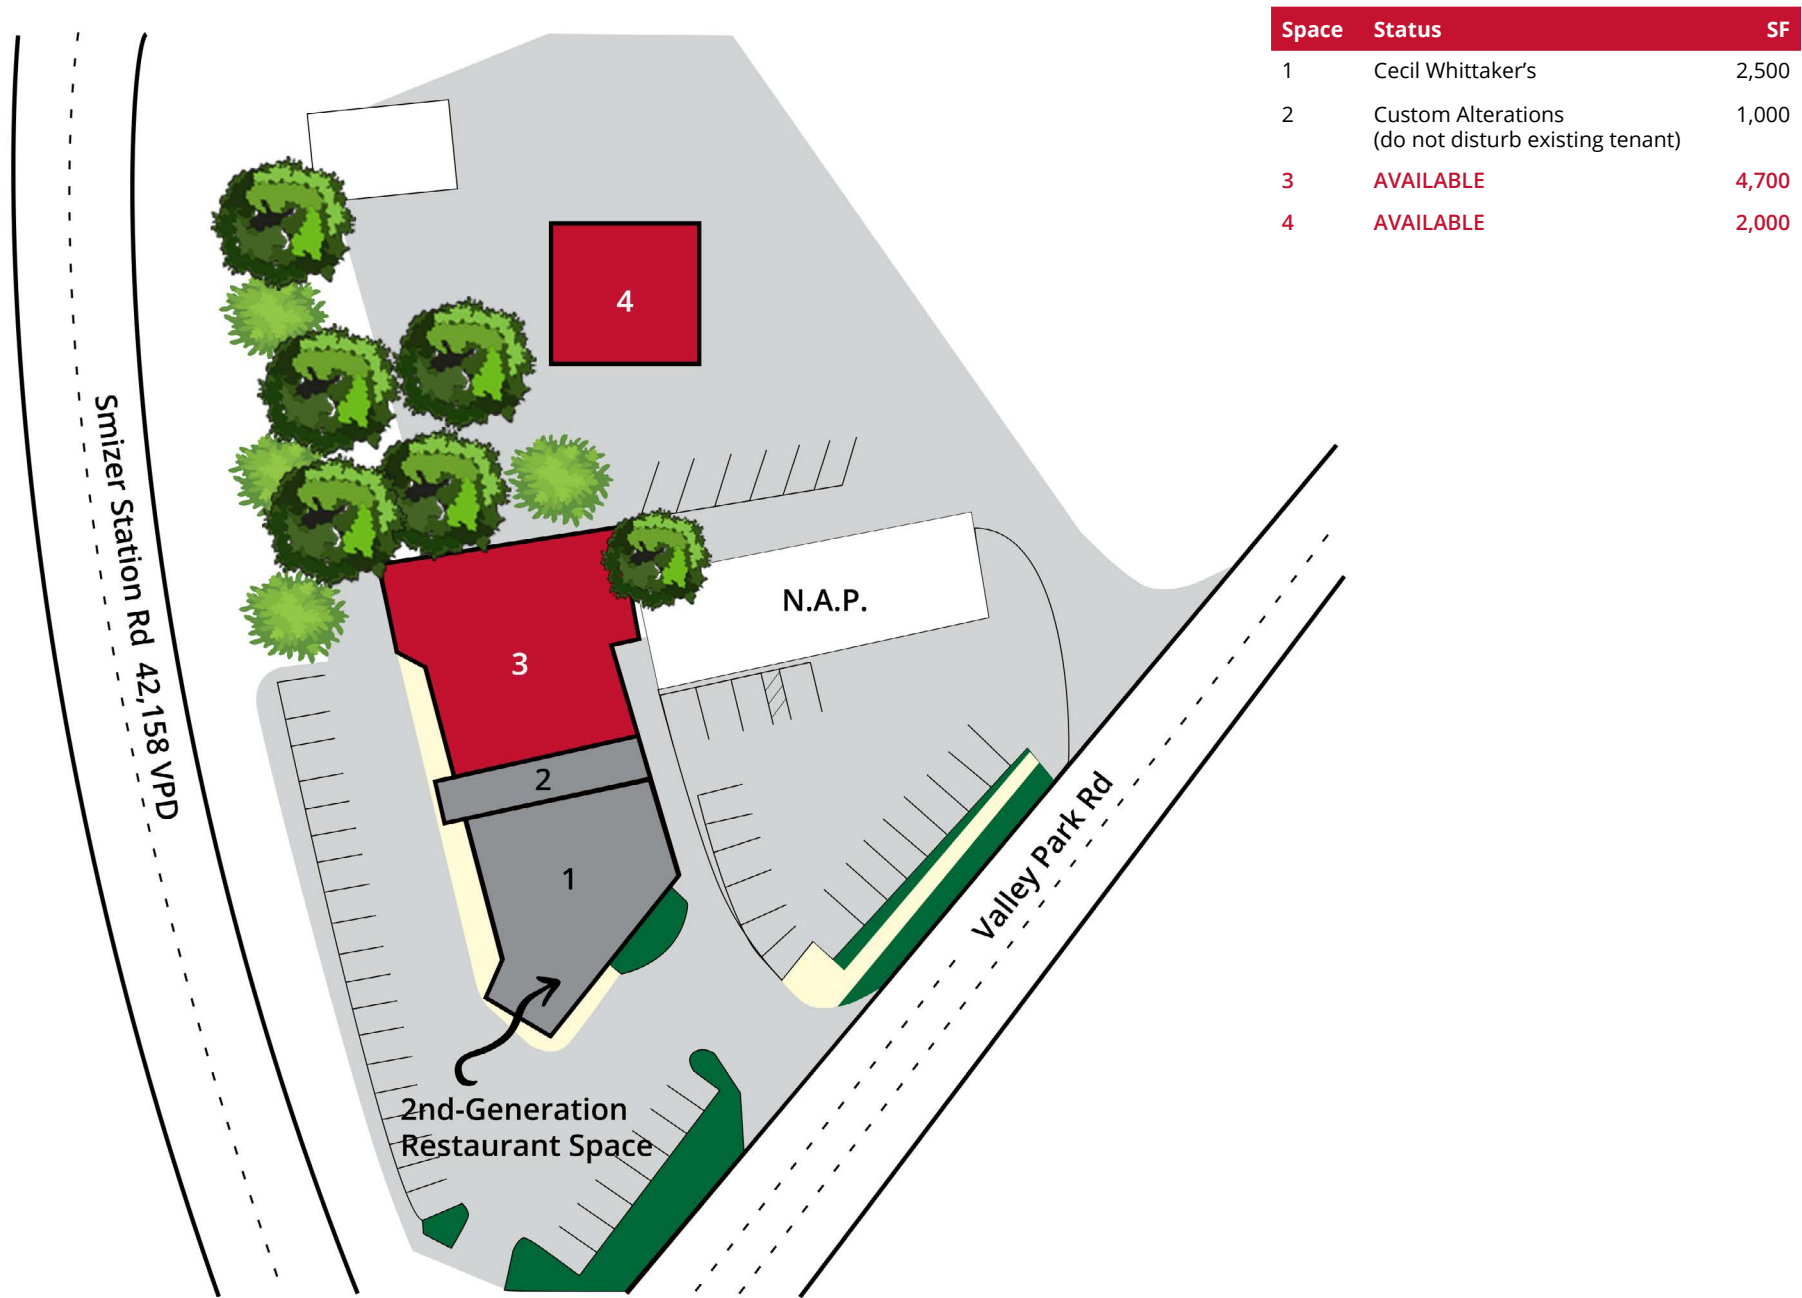 Space Status SF
1 Cecil Whittaker’s 2,500
2 Custom Alterations 1,000
(do not disturb existing tenant)
3 AVAILABLE 4,700
4 AVAILABLE 2,000
4
N.A.P.
3
2
1
Smizer Station Rd 42,158 VPD
Valley Park Rd
2nd-Generation
Restaurant Space